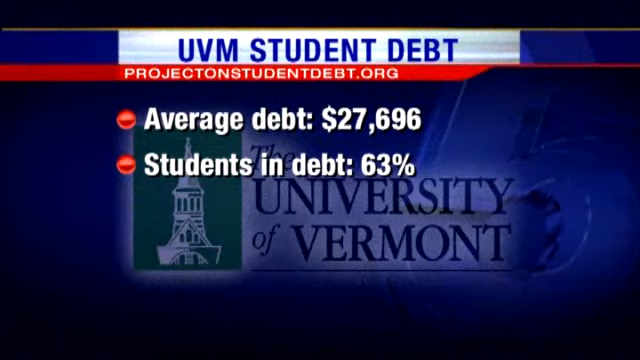 UVM STUDENT DEBT
PROJECTONSTUDENTDEBT.ORG
Average debt: $27,696
Students in debt: 63%
The
UNIVERSITY
of VERMONT